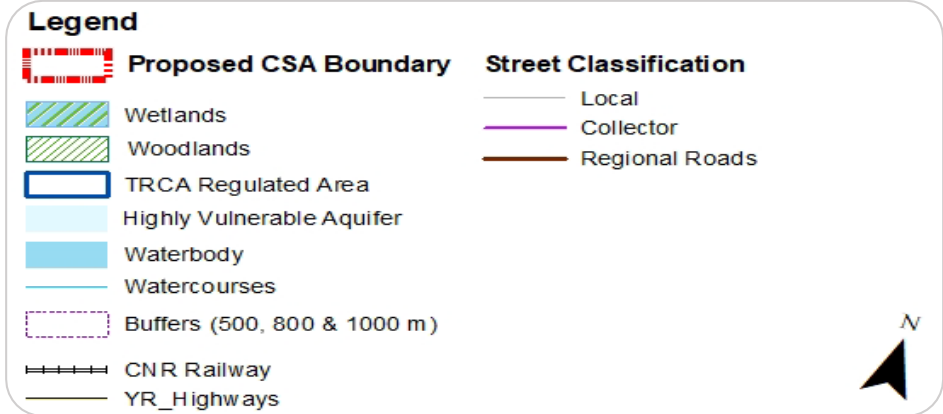 Legend
Proposed CSA Boundary
Wetlands
Woodlands
TRCA Regulated Area
Highly Vulnerable Aquifer
Waterbody
Watercourses
Buffers (500, 800 & 1000 m)
CNR Railway
YR_Highways
Street Classification
Local
Collector
Regional Roads
N